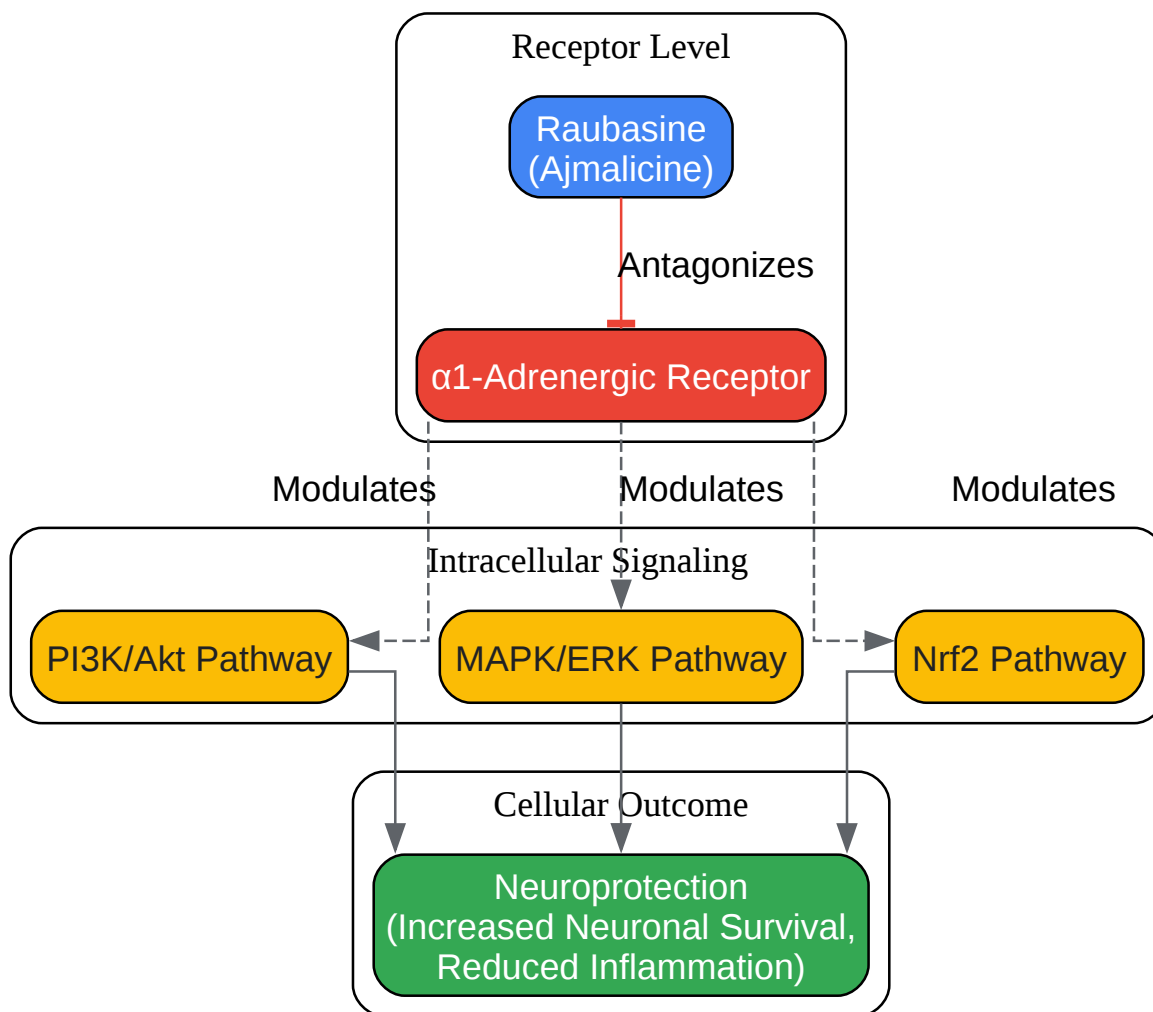 Receptor Level
Raubasine
(Ajmalicine)
Antagonizes
α1-Adrenergic Receptor
Modulates
Modulates
Modulates
Intracellular Signaling
PI3K/Akt Pathway
MAPK/ERK Pathway
Nrf2 Pathway
Cellular Outcome
Neuroprotection
(Increased Neuronal Survival,
Reduced Inflammation)